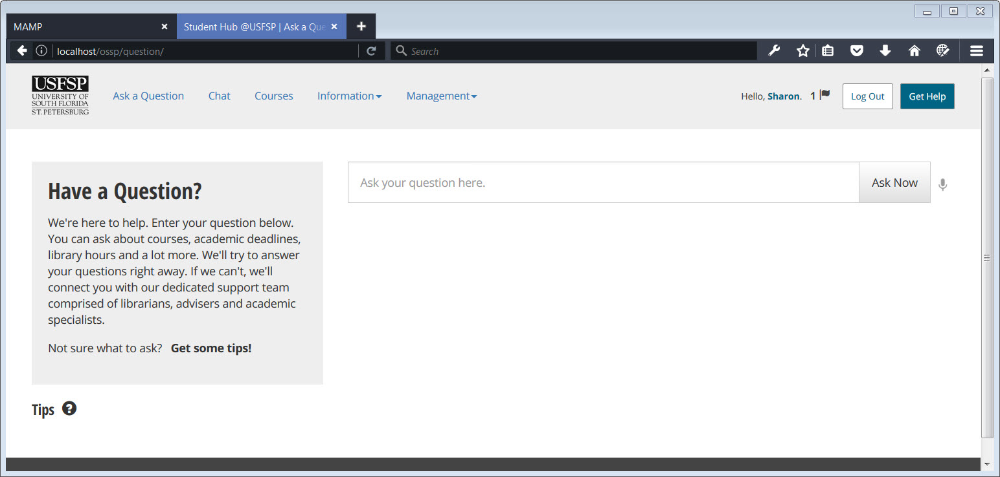 MAMP
Student Hub @USFSP | Ask a Que
localhost/ossp/question/
Search
USFSP
UNIVERSITY OF
SOUTH FLORIDA
ST. PETERSBURG
Ask a Question Chat Courses Information Management
Hello, Sharon. 1 Log Out Get Help
Have a Question?
We're here to help. Enter your question below.
You can ask about courses, academic deadlines,
library hours and a lot more. We'll try to answer
your questions right away. If we can't, we'll
connect you with our dedicated support team
comprised of librarians, advisers and academic
specialists.
Not sure what to ask? Get some tips!
Ask your question here. Ask Now
Tips ?